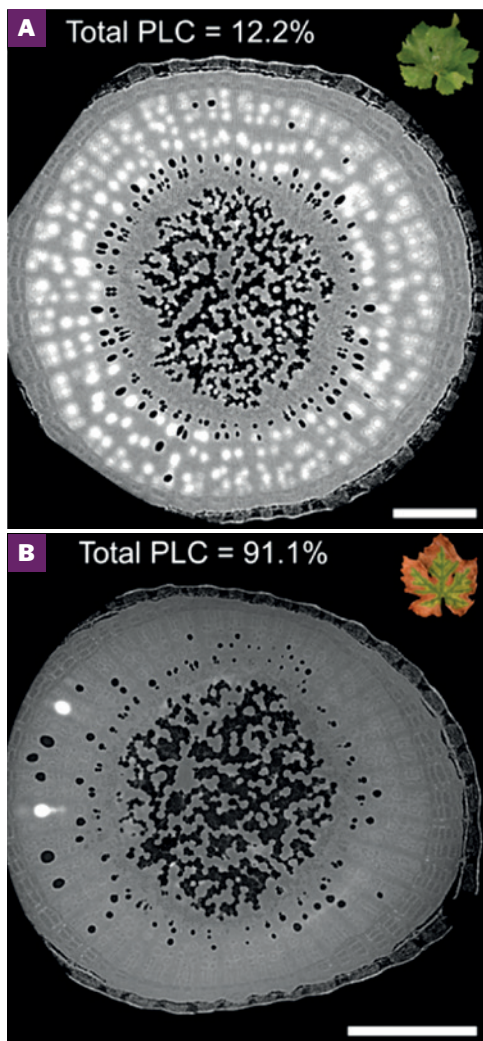 A
Total PLC = 12.2%
B
Total PLC = 91.1%